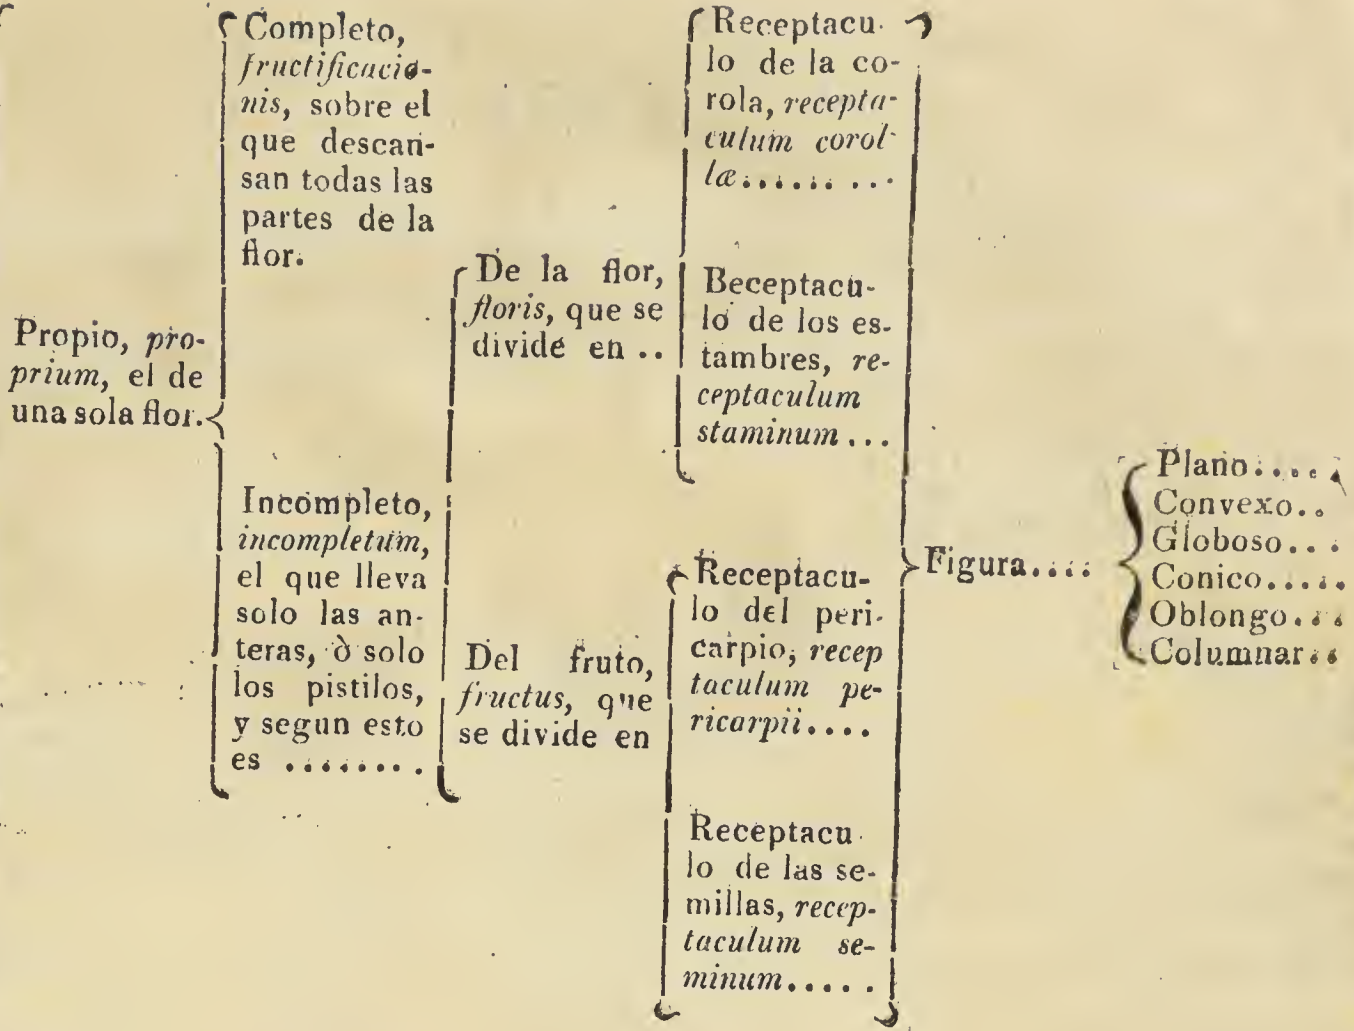 Propio, pro-
prium, el de
una sola flor.
Completo,
fructificacio-
nis, sobre el
que descan-
san todas las
partes de la
flor.
Incompleto,
incompletum,
el que lleva
solo las an-
teras, ò solo
los pistilos,
y segun esto
es ........
De la flor,
floris, que se
divide en ..
Del fruto,
fructus, que
se divide en
Receptacu-
lo de la co-
rola, recepta-
culum corol-
læ.........
Beceptacu-
lo de los es-
tambres, re-
ceptaculum
staminum ...
Receptacu-
lo del peri-
carpio, recep
taculum pe-
ricarpii....
Receptacu-
lo de las se-
millas, recep-
taculum se-
minum.....
Figura....
Plano....
Convexo..
Globoso...
Conico.....
Oblongo...
Columnar..